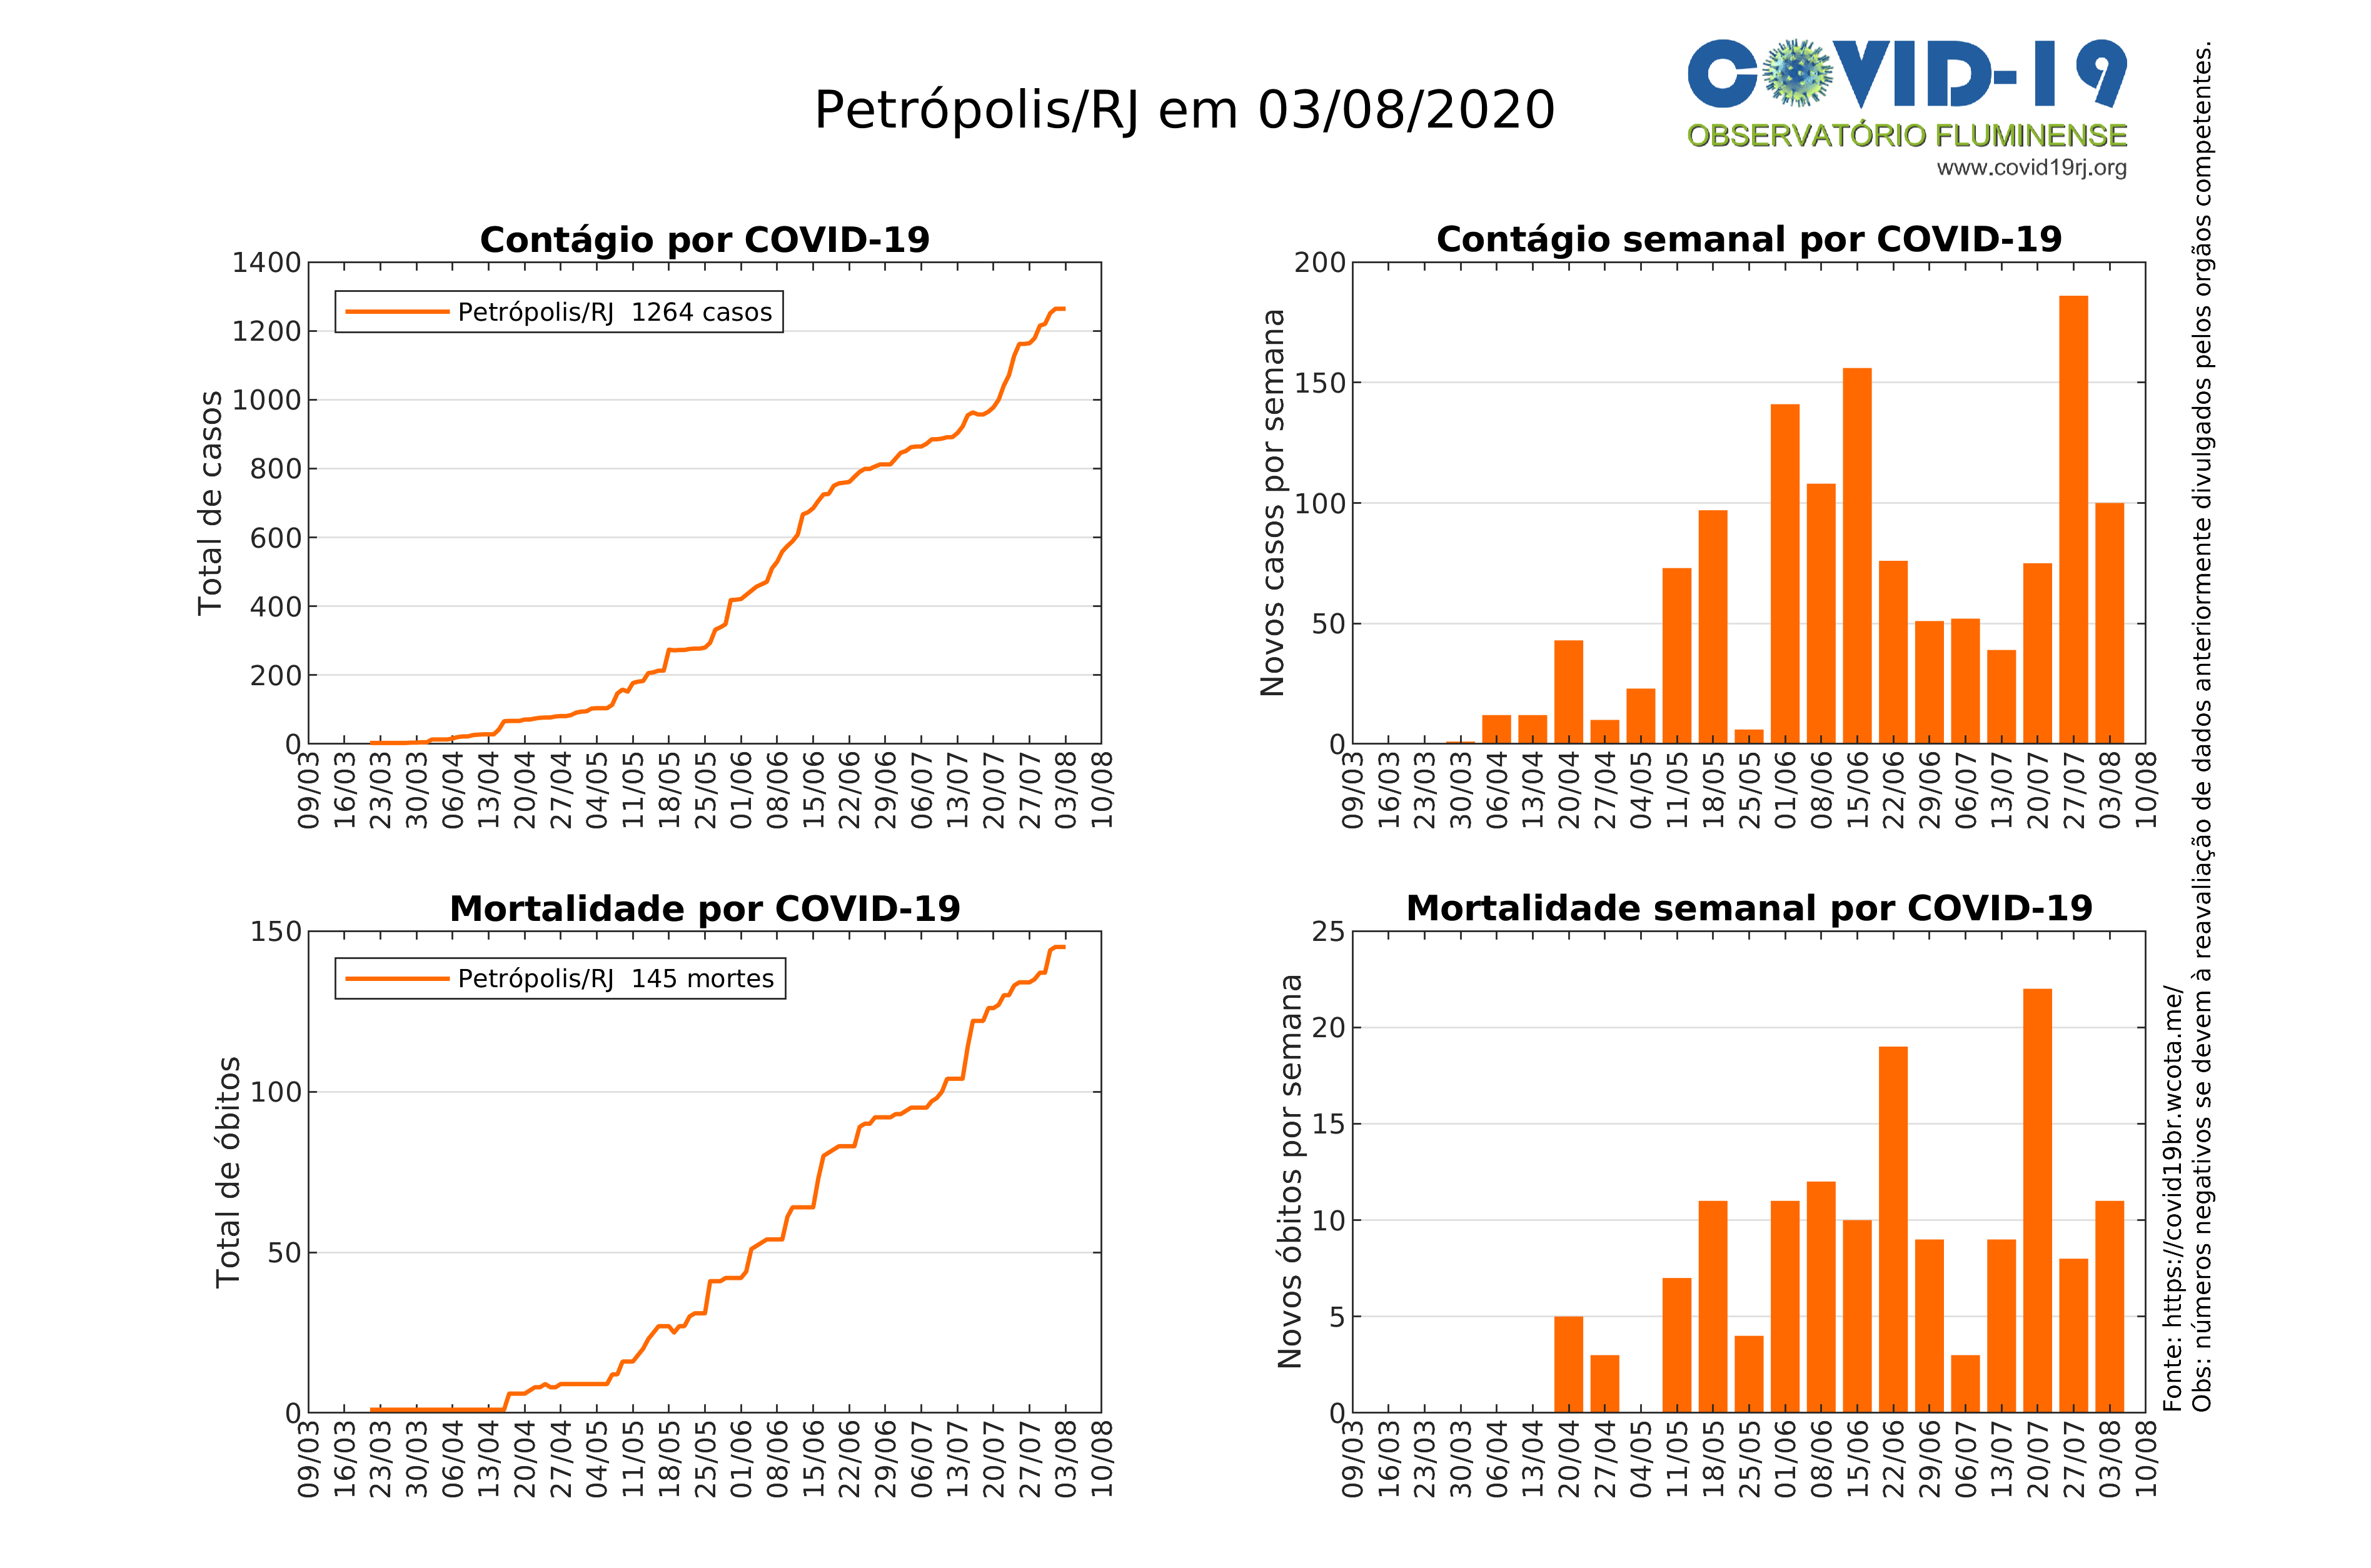 Petrópolis/RJ em 03/08/2020
COVID-19
OBSERVATÓRIO FLUMINENSE
www.covid19rj.org
Contágio por COVID-19
Total de casos
1400
1200
1000
800
600
400
200
0
Petrópolis/RJ 1264 casos
09/03 16/03 23/03 30/03 06/04 13/04 20/04 27/04 04/05 11/05 18/05 25/05 01/06 08/06 15/06 22/06 29/06 06/07 13/07 20/07 27/07 03/08 10/08
Contágio semanal por COVID-19
Novos casos por semana
200
150
100
50
0
09/03 16/03 23/03 30/03 06/04 13/04 20/04 27/04 04/05 11/05 18/05 25/05 01/06 08/06 15/06 22/06 29/06 06/07 13/07 20/07 27/07 03/08 10/08
Mortalidade por COVID-19
Total de óbitos
150
100
50
0
Petrópolis/RJ 145 mortes
09/03 16/03 23/03 30/03 06/04 13/04 20/04 27/04 04/05 11/05 18/05 25/05 01/06 08/06 15/06 22/06 29/06 06/07 13/07 20/07 27/07 03/08 10/08
Mortalidade semanal por COVID-19
Novos óbitos por semana
25
20
15
10
5
0
09/03 16/03 23/03 30/03 06/04 13/04 20/04 27/04 04/05 11/05 18/05 25/05 01/06 08/06 15/06 22/06 29/06 06/07 13/07 20/07 27/07 03/08 10/08
Fonte: https://covid19br.wcota.me/
Obs: números negativos se devem à reavaliação de dados anteriormente divulgados pelos orgãos competentes.